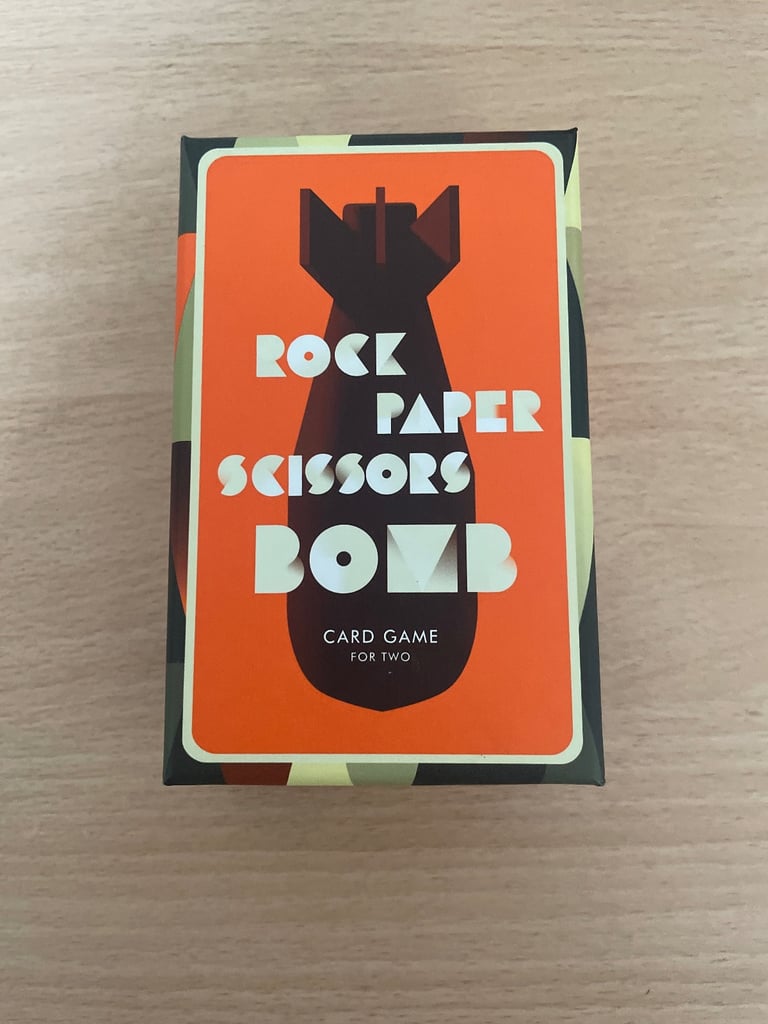 ROCK
PAPER
SCISSORS
BOMB
CARD GAME
FOR TWO